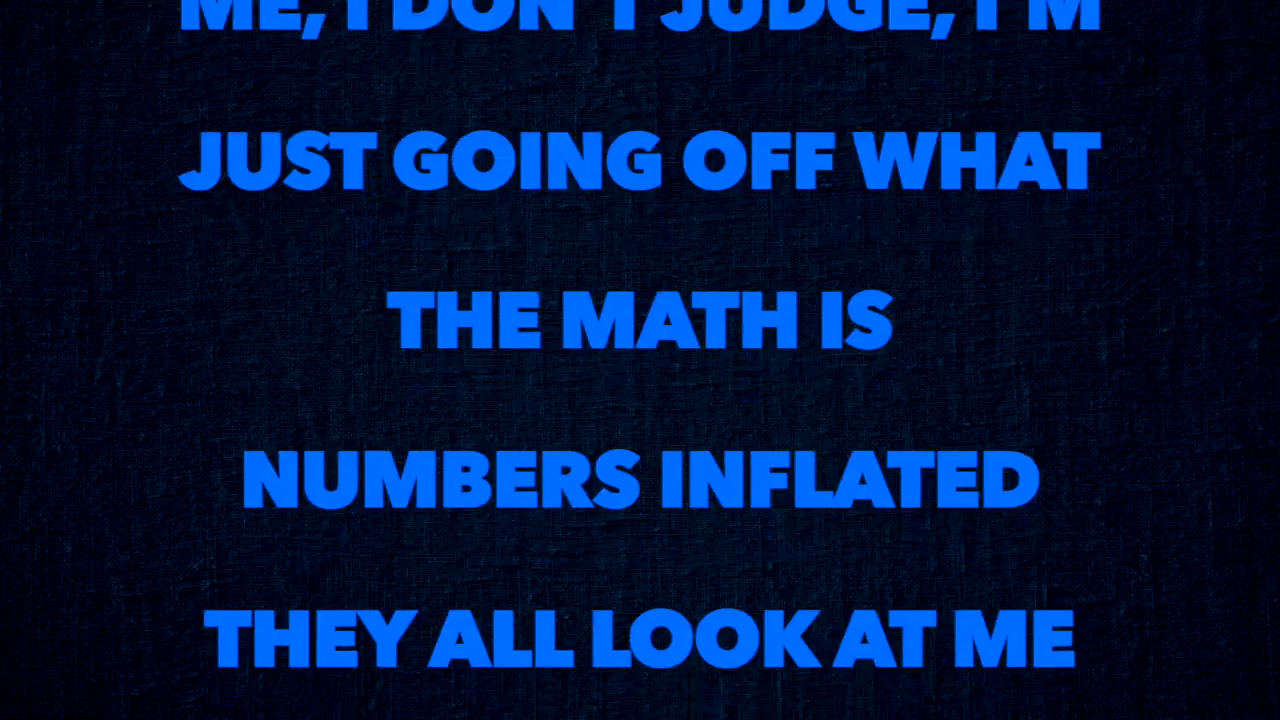 ME, I DON'T JUDGE, I'M
JUST GOING OFF WHAT
THE MATH IS
NUMBERS INFLATED
THEY ALL LOOK AT ME